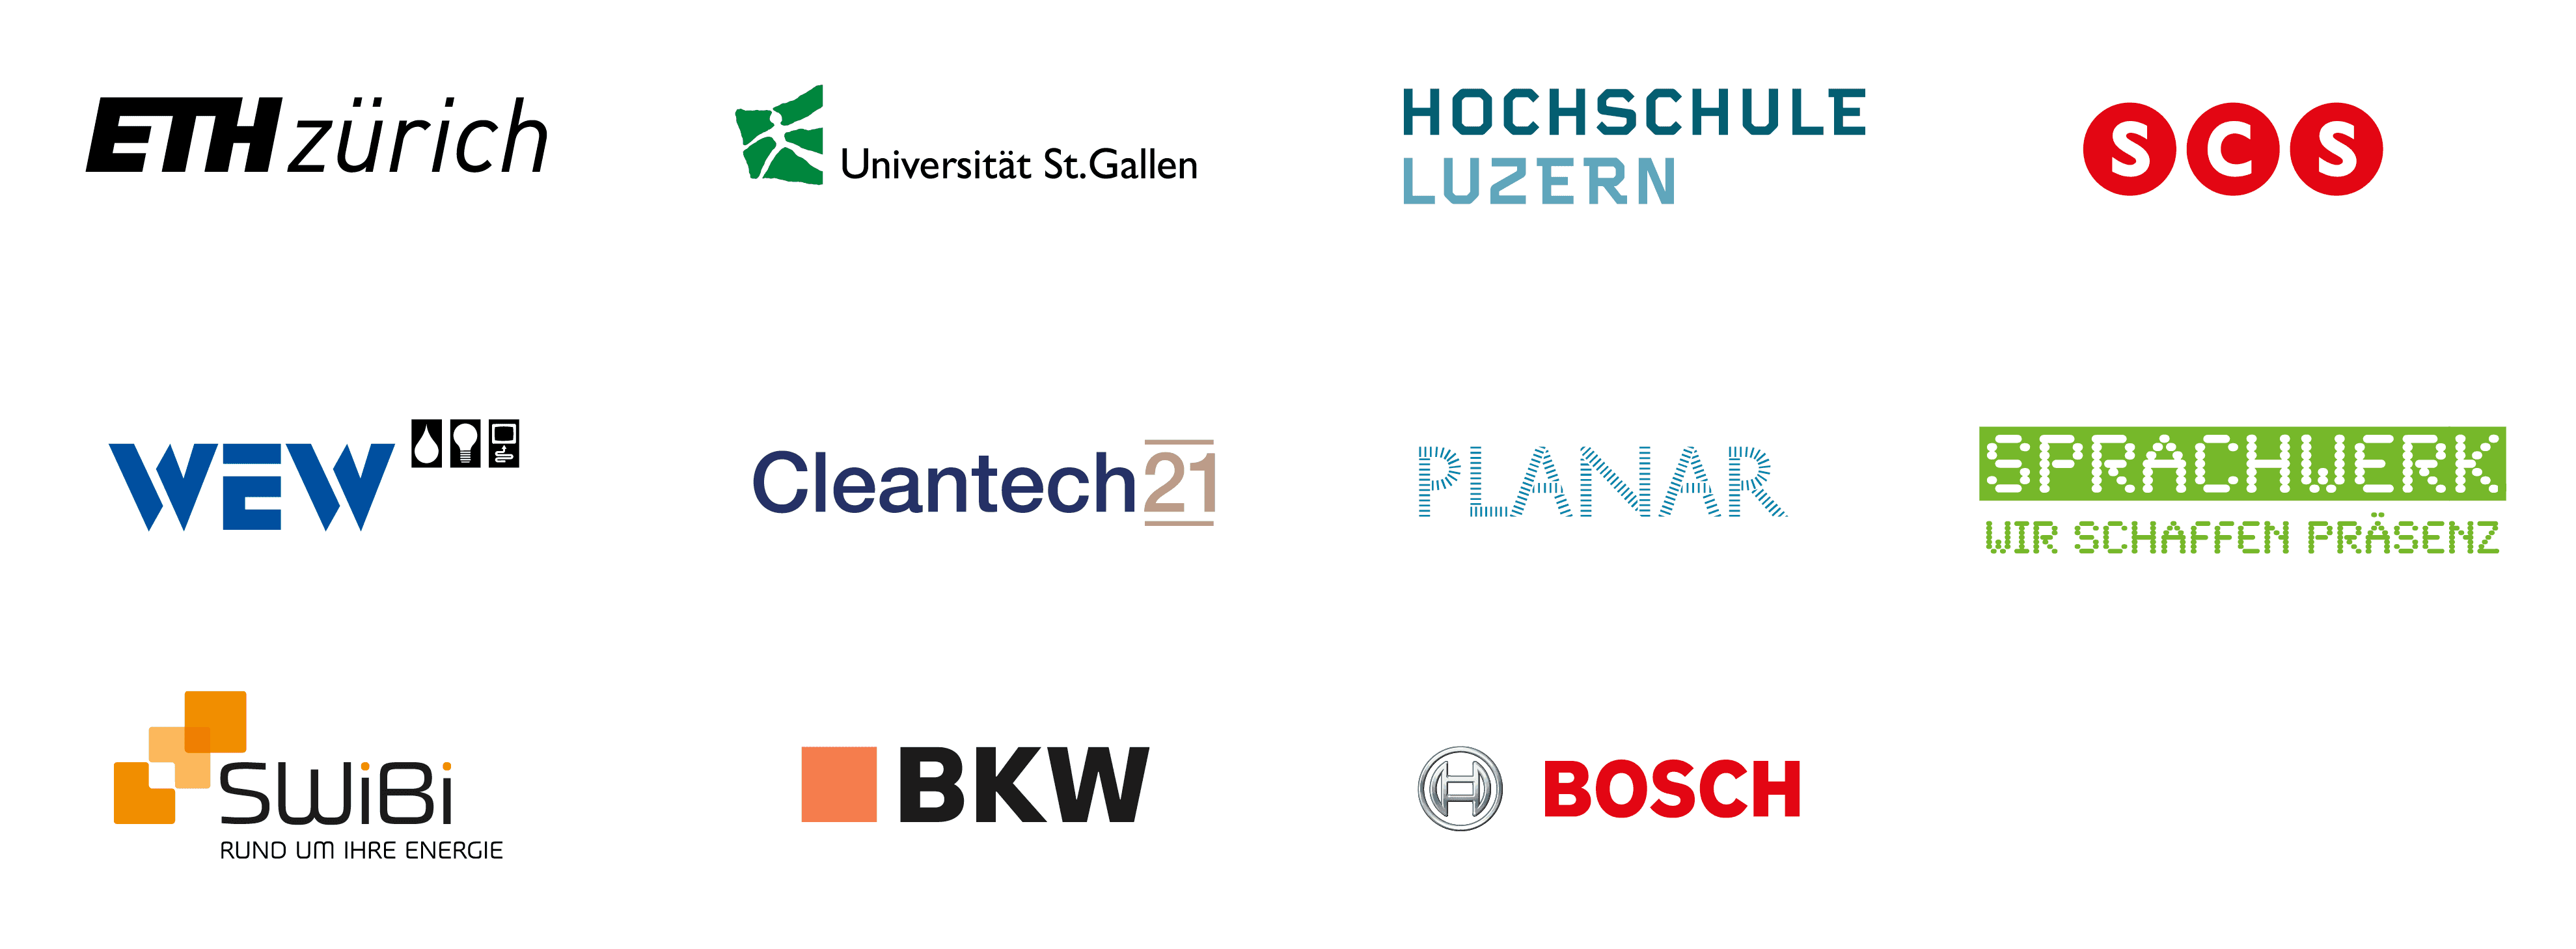 ETH zürich
Universität St.Gallen
HOCHSCHULE
LUZERN
SCS
WEW
Cleantech21
PLANAR
SPRACHWERK
WIR SCHAFFEN PRÄSENZ
SWiBi
RUND UM IHRE ENERGIE
BKW
BOSCH